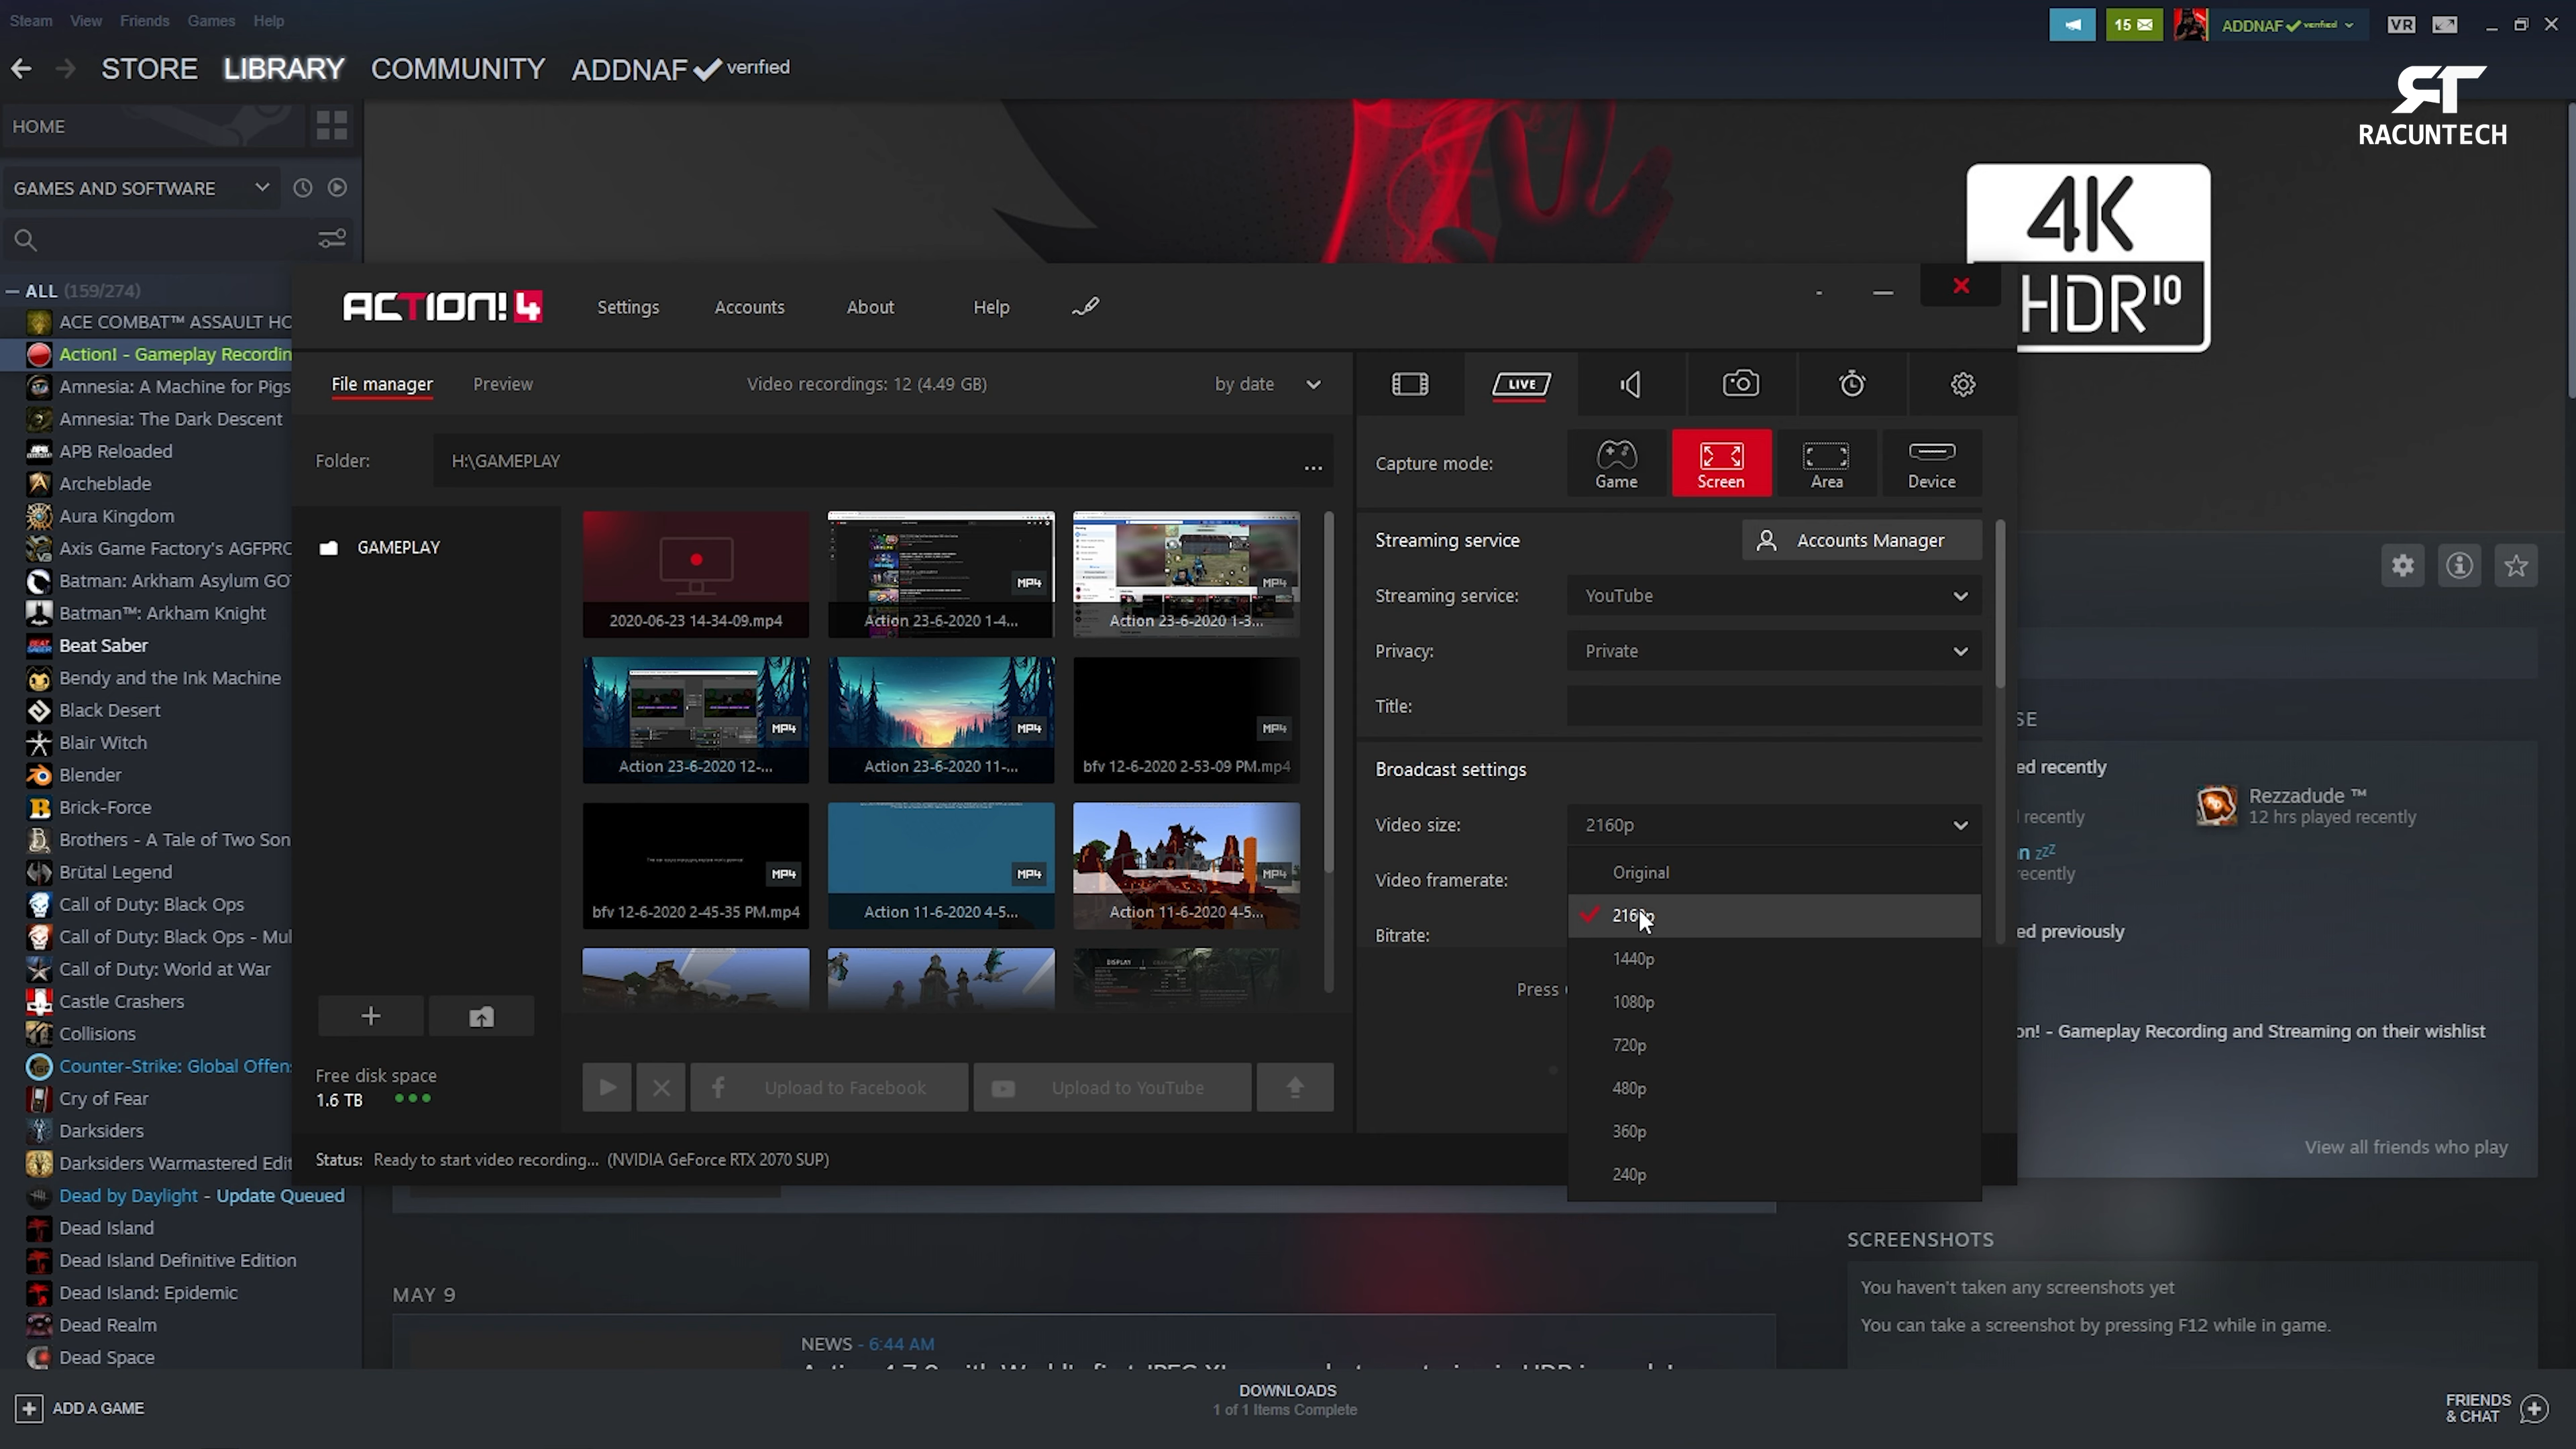 Steam View Friends Games Help
15
ADDNAF verified
VR
STORE LIBRARY COMMUNITY ADDNAF verified
RT
RACUNTECH
4K
HDR10
HOME
GAMES AND SOFTWARE
ALL (159/274)
ACE COMBAT™ ASSAULT HO
Action! - Gameplay Recordin
Amnesia: A Machine for Pigs
Amnesia: The Dark Descent
APB Reloaded
Archeblade
Aura Kingdom
Axis Game Factory's AGFPRO
Batman: Arkham Asylum GOT
Batman™: Arkham Knight
Beat Saber
Bendy and the Ink Machine
Black Desert
Blair Witch
Blender
Brick-Force
Brothers - A Tale of Two Son
Brütal Legend
Call of Duty: Black Ops
Call of Duty: Black Ops - Mul
Call of Duty: World at War
Castle Crashers
Collisions
Counter-Strike: Global Offens
Cry of Fear
Darksiders
Darksiders Warmastered Edit
Dead by Daylight - Update Queued
Dead Island
Dead Island Definitive Edition
Dead Island: Epidemic
Dead Realm
Dead Space
ACTION! 4
Settings Accounts About Help
File manager Preview Video recordings: 12 (4.49 GB) by date
Folder: H:\GAMEPLAY ...
GAMEPLAY
MP4 MP4
2020-06-23 14-34-09.mp4 Action 23-6-2020 1-4... Action 23-6-2020 1-3...
MP4 MP4 MP4
Action 23-6-2020 12-... Action 23-6-2020 11-... bfv 12-6-2020 2-53-09 PM.mp4
MP4 MP4 MP4
bfv 12-6-2020 2-45-35 PM.mp4 Action 11-6-2020 4-5... Action 11-6-2020 4-5...
DISPLAY
Free disk space
1.6 TB
Upload to Facebook Upload to YouTube
Status: Ready to start video recording... (NVIDIA GeForce RTX 2070 SUP)
LIVE
Capture mode: Game Screen Area Device
Streaming service Accounts Manager
Streaming service: YouTube
Privacy: Private
Title:
Broadcast settings
Video size: 2160p
Video framerate:
Bitrate:
Press
Original
2160p
1440p
1080p
720p
480p
360p
240p
SE
ed recently
recently
Rezzadude ™
12 hrs played recently
n zzZ
recently
ed previously
on! - Gameplay Recording and Streaming on their wishlist
View all friends who play
SCREENSHOTS
You haven't taken any screenshots yet
You can take a screenshot by pressing F12 while in game.
MAY 9
NEWS - 6:44 AM
ADD A GAME
DOWNLOADS
1 of 1 Items Complete
FRIENDS
& CHAT